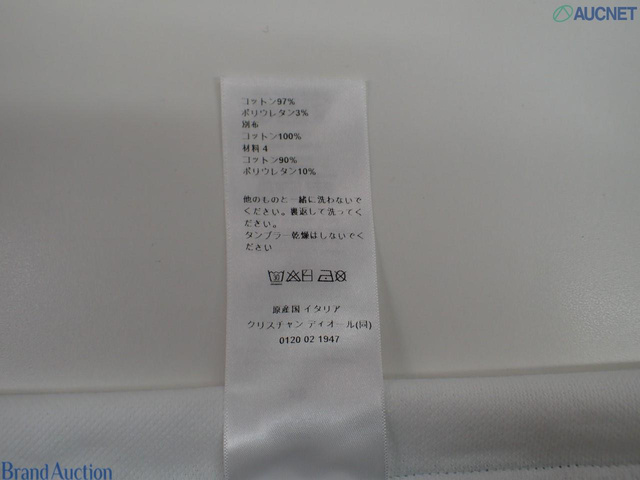 AUCNET
コットン97%
ポリウレタン3%
別布
コットン100%
材料 4
コットン90%
ポリウレタン10%
他のものと一緒に洗わないで
ください。裏返して洗ってく
ださい。
タンブラー乾燥はしないでく
ださい
原産国 イタリア
クリスチャン ディオール(同)
0120 02 1947
Brand Auction